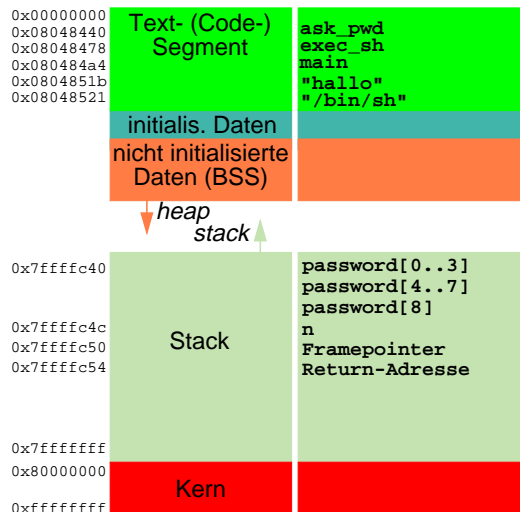 0x00000000
0x08048440
0x08048478
0x080484a4
0x0804851b
0x08048521
Text- (Code-)
Segment
ask_pwd
exec_sh
main
"hallo"
"/bin/sh"
initialis. Daten
nicht initialisierte
Daten (BSS)
heap
stack
0x7ffffc40
0x7ffffc4c
0x7ffffc50
0x7ffffc54
0x7fffffff
Stack
password[0..3]
password[4..7]
password[8]
n
Framepointer
Return-Adresse
0x80000000
0xffffffff
Kern